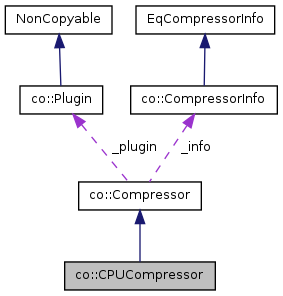 NonCopyable
EqCompressorInfo
co::Plugin
co::CompressorInfo
_plugin
_info
co::Compressor
co::CPUCompressor